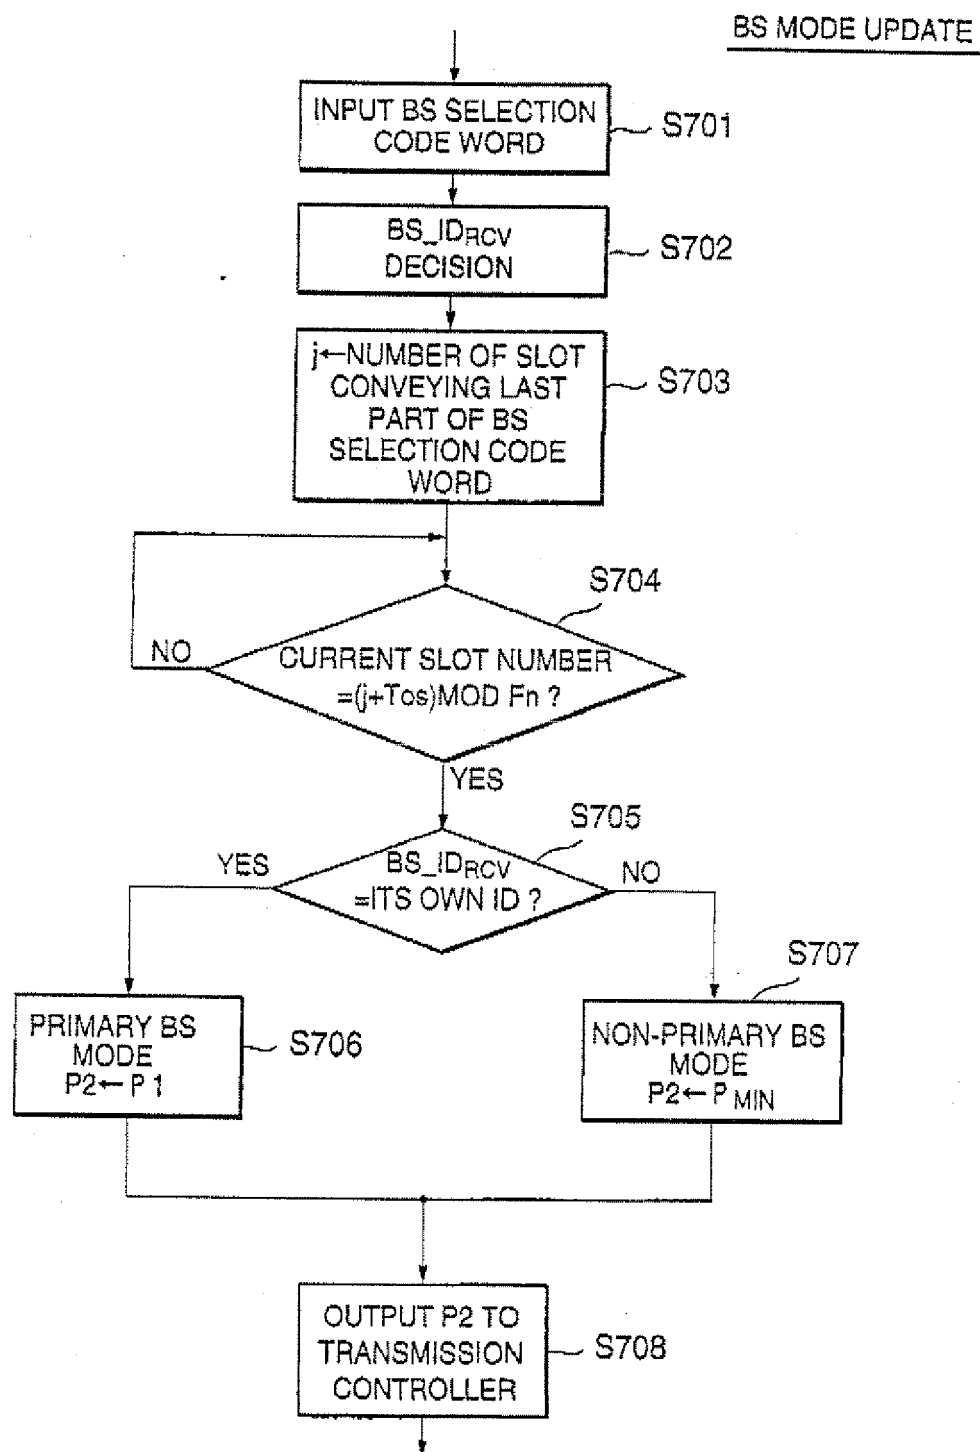 BS MODE UPDATE
INPUT BS SELECTION
CODE WORD
S701
BS_IDRCV
DECISION
S702
j←NUMBER OF SLOT
CONVEYING LAST
PART OF BS
SELECTION CODE
WORD
S703
S704
NO
CURRENT SLOT NUMBER
=(j+Tos)MOD Fn ?
YES
S705
YES
BS_IDRCV
=ITS OWN ID ?
NO
S707
PRIMARY BS
MODE
P2←P1
S706
NON-PRIMARY BS
MODE
P2←PMIN
OUTPUT P2 TO
TRANSMISSION
CONTROLLER
S708